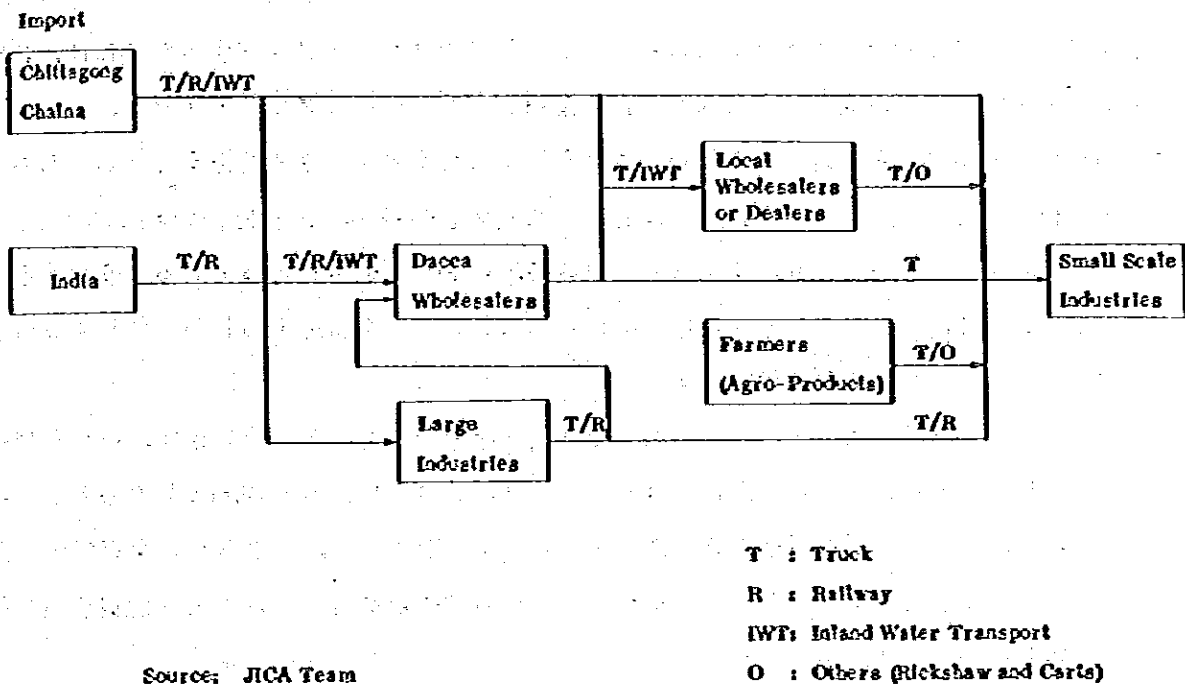 Import
Chittagong
Chalna
T/R/IWT
T/IWT
Local
Wholesalers
or Dealers
T/O
India
T/R
T/R/IWT
Dacca
Wholesalers
T
Small Scale
Industries
Farmers
(Agro-Products)
T/O
Large
Industries
T/R
T/R
T : Truck
R : Railway
IWT: Inland Water Transport
O : Others (Rickshaw and Carts)
Source; JICA Team